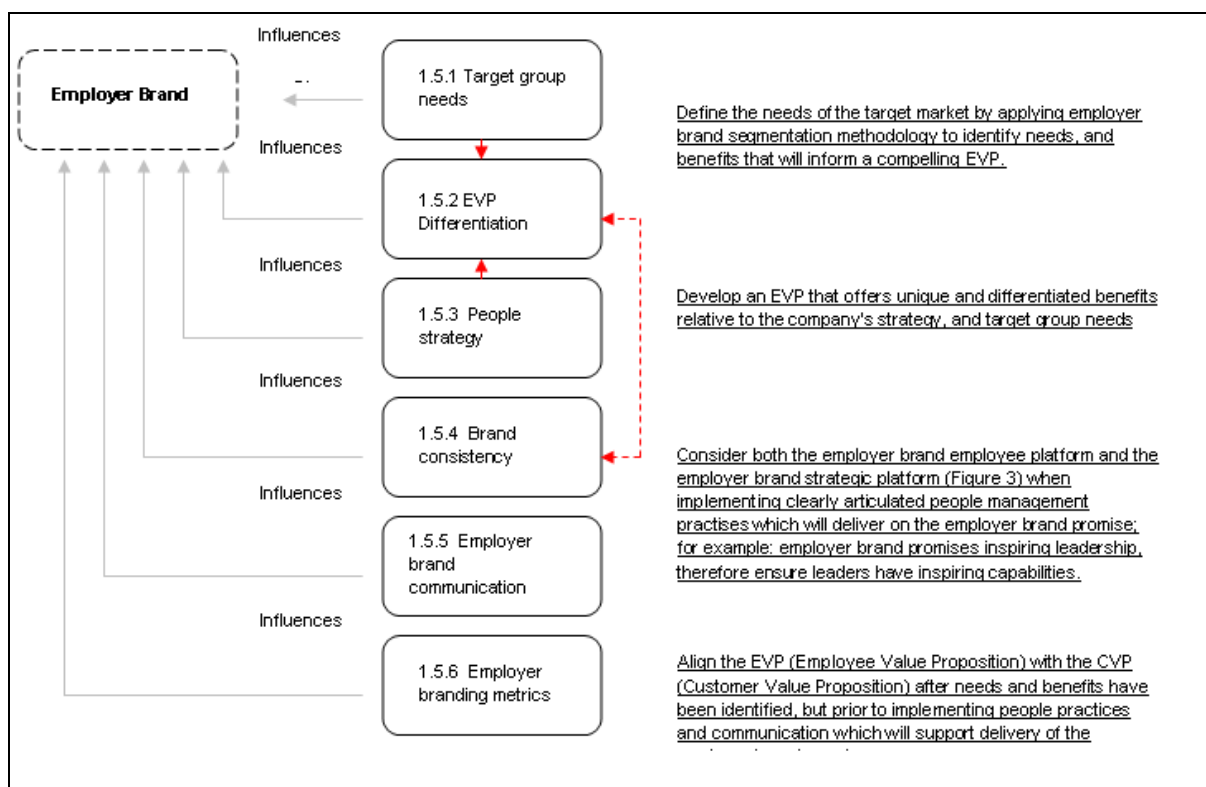 Influences
Employer Brand
1.5.1 Target group
needs
Define the needs of the target market by applying employer
brand segmentation methodology to identify needs, and
benefits that will inform a compelling EVP.
Influences
1.5.2 EVP
Differentiation
Influences
1.5.3 People
strategy
Develop an EVP that offers unique and differentiated benefits
relative to the company's strategy, and target group needs
Influences
1.5.4 Brand
consistency
Consider both the employer brand employee platform and the
employer brand strategic platform (Figure 3) when
implementing clearly articulated people management
practises which will deliver on the employer brand promise;
for example: employer brand promises inspiring leadership,
therefore ensure leaders have inspiring capabilities.
Influences
1.5.5 Employer
brand
communication
Influences
1.5.6 Employer
branding metrics
Align the EVP (Employee Value Proposition) with the CVP
(Customer Value Proposition) after needs and benefits have
been identified, but prior to implementing people practices
and communication which will support delivery of the